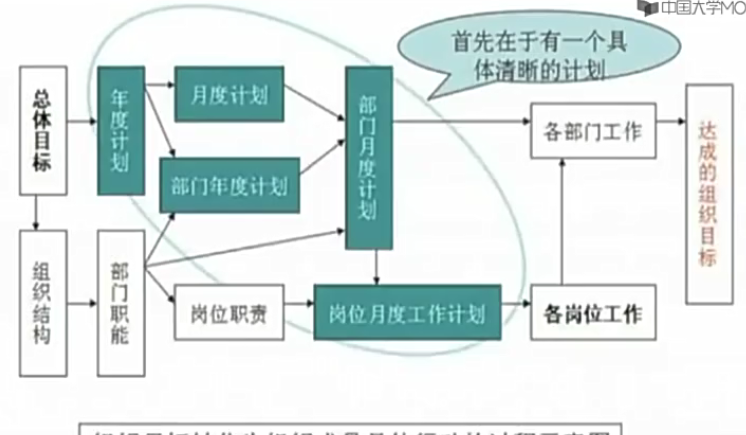 中国大学MO
首先在于有一个具
体清晰的计划
总体目标
年度计划
月度计划
部门年度计划
部门月度计划
各部门工作
达成的组织目标
组织结构
部门职能
岗位职责
岗位月度工作计划
各岗位工作